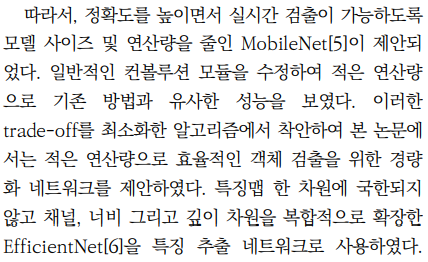 따라서, 정확도를 높이면서 실시간 검출이 가능하도록
모델 사이즈 및 연산량을 줄인 MobileNet[5]이 제안되
었다. 일반적인 컨볼루션 모듈을 수정하여 적은 연산량
으로 기존 방법과 유사한 성능을 보였다. 이러한
trade-off를 최소화한 알고리즘에서 착안하여 본 논문에
서는 적은 연산량으로 효율적인 객체 검출을 위한 경량
화 네트워크를 제안하였다. 특징맵 한 차원에 국한되지
않고 채널, 너비 그리고 깊이 차원을 복합적으로 확장한
EfficientNet[6]을 특징 추출 네트워크로 사용하였다.